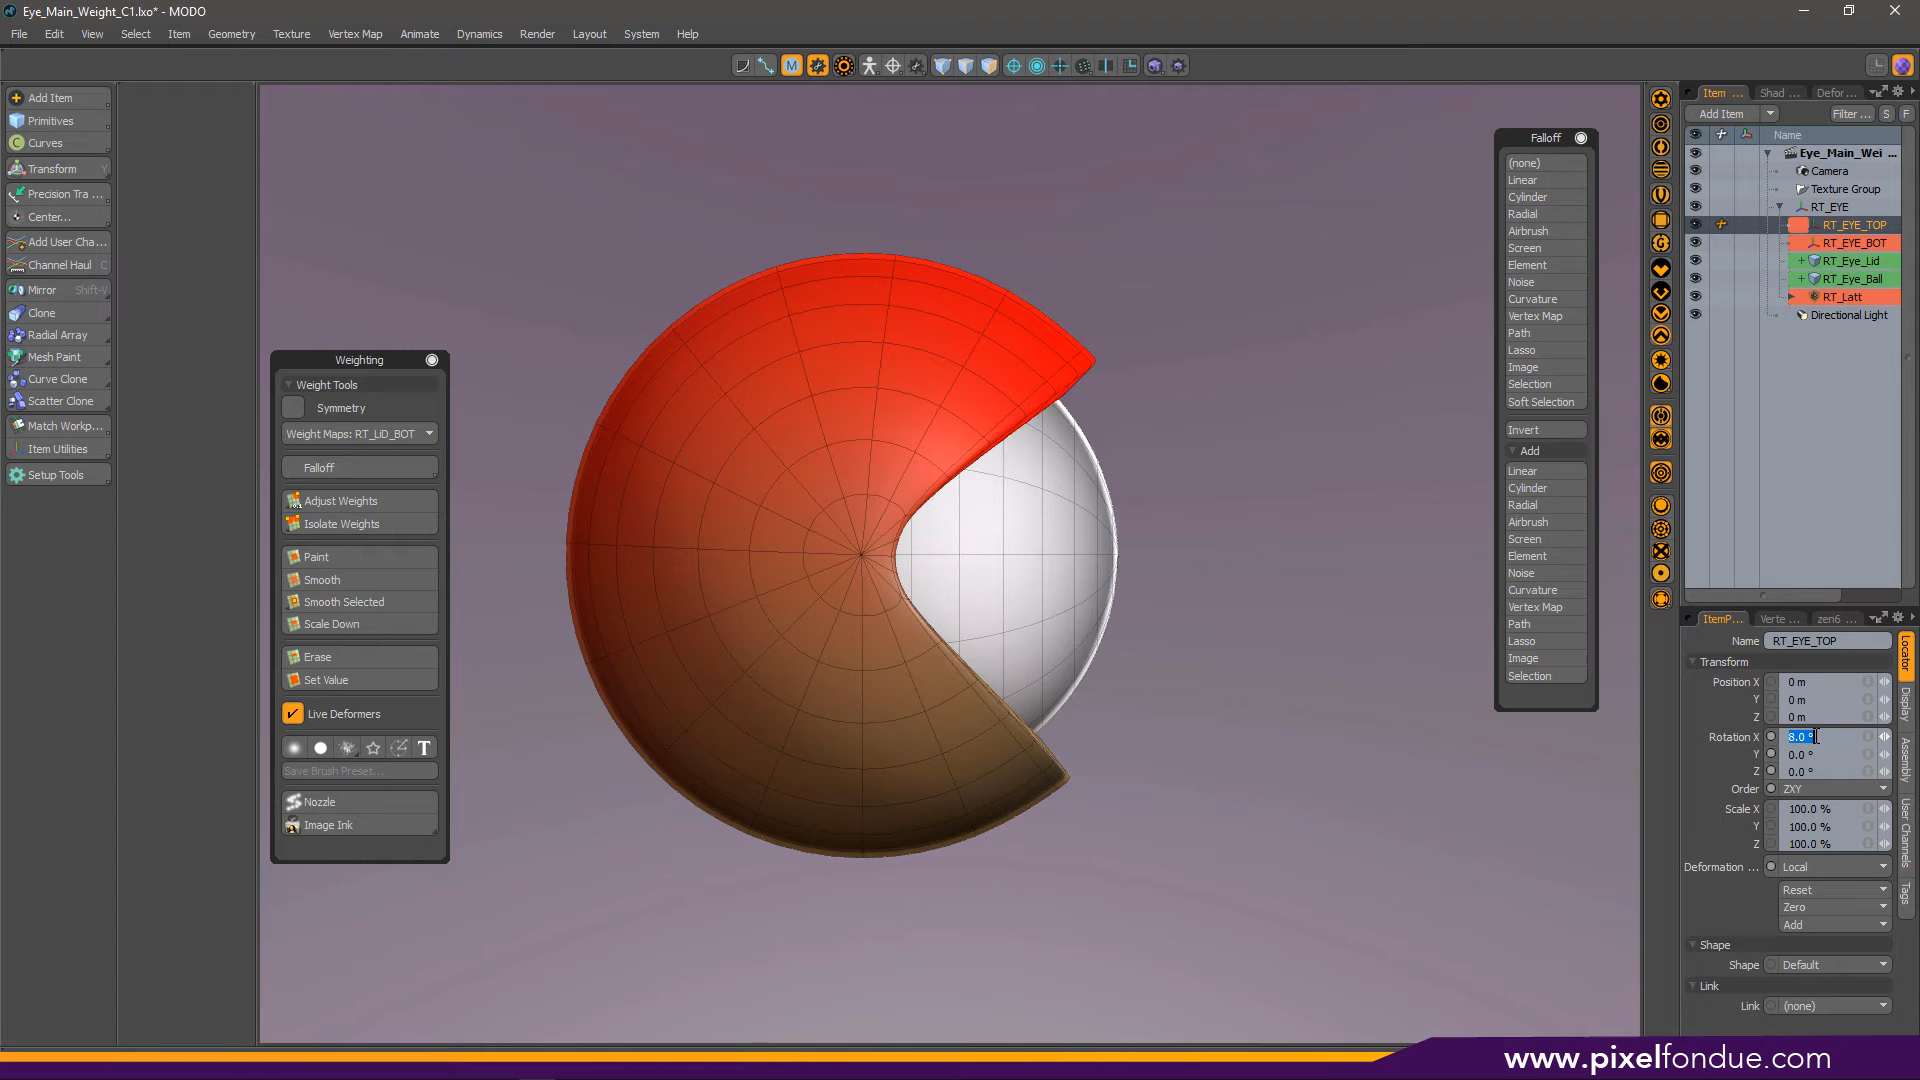 Eye_Main_Weight_C1.lxo* - MODO
File Edit View Select Item Geometry Texture Vertex Map Animate Dynamics Render Layout System Help
Add Item
Primitives
Curves
Transform Y
Precision Tra ...
Center...
Add User Cha...
Channel Haul C
Mirror Shift-V
Clone
Radial Array
Mesh Paint
Curve Clone
Scatter Clone
Match Workp...
Item Utilities
Setup Tools
Weighting
Weight Tools
Symmetry
Weight Maps: RT_LiD_BOT
Falloff
Adjust Weights
Isolate Weights
Paint
Smooth
Smooth Selected
Scale Down
Erase
Set Value
Live Deformers
T
Save Brush Preset...
Nozzle
Image Ink
Falloff
(none)
Linear
Cylinder
Radial
Airbrush
Screen
Element
Noise
Curvature
Vertex Map
Path
Lasso
Image
Selection
Soft Selection
Invert
Add
Linear
Cylinder
Radial
Airbrush
Screen
Element
Noise
Curvature
Vertex Map
Path
Lasso
Image
Selection
Item ... Shad ... Defor...
Add Item Filter ... S F
Name
Eye_Main_Wei ...
Camera
Texture Group
RT_EYE
RT_EYE_TOP
RT_EYE_BOT
RT_Eye_Lid
RT_Eye_Ball
RT_Latt
Directional Light
ItemP... Verte ... zen6 ...
Name RT_EYE_TOP
Transform
Position X 0 m
Y 0 m
Z 0 m
Rotation X 8.0 °
Y 0.0 °
Z 0.0 °
Order ZXY
Scale X 100.0 %
Y 100.0 %
Z 100.0 %
Deformation ... Local
Reset
Zero
Add
Shape
Shape Default
Link
Link (none)
Locator
Display
Assembly
User Channels
Tags
www.pixelfondue.com